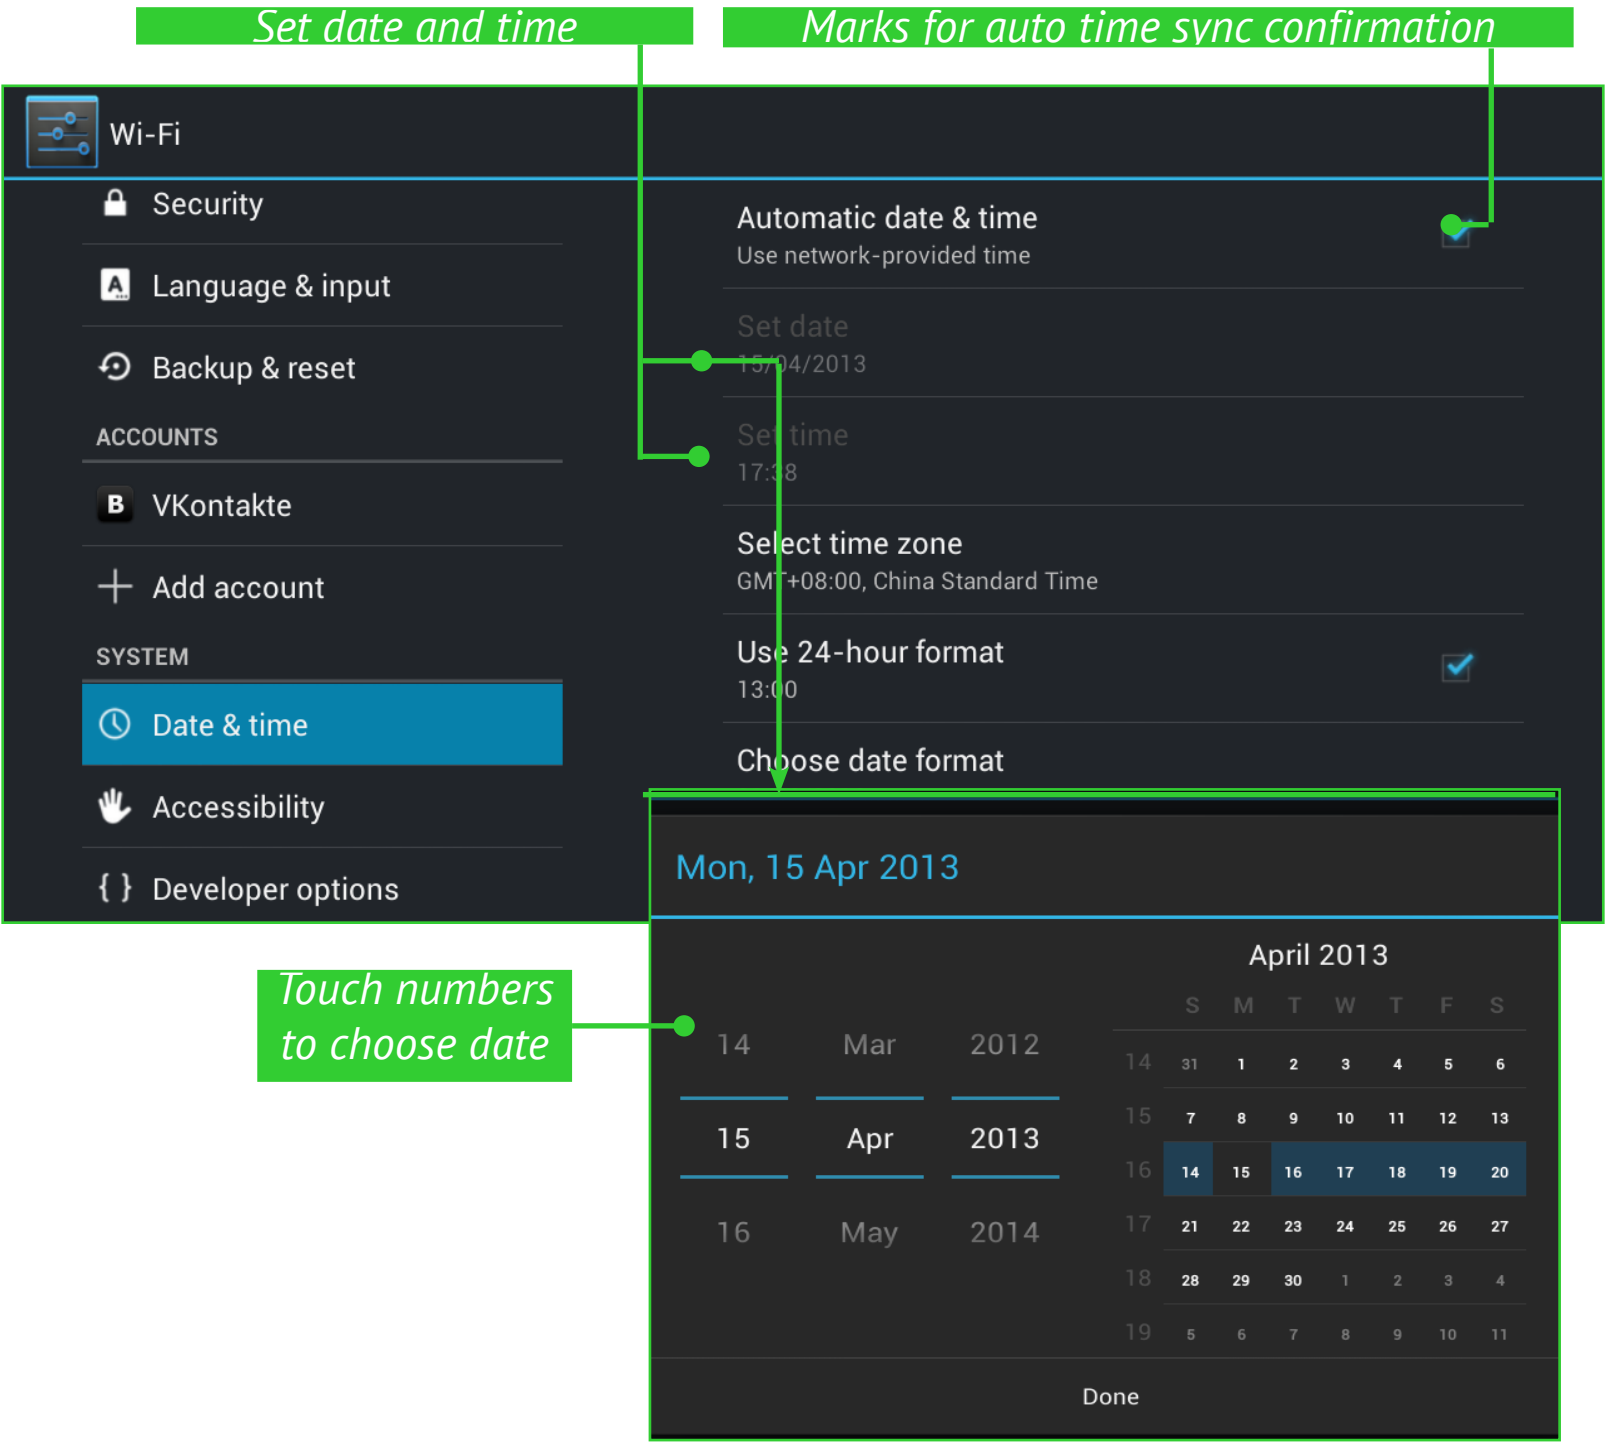 Set date and time
Marks for auto time sync confirmation
Wi-Fi
Security
Language & input
Backup & reset
ACCOUNTS
B VKontakte
Add account
SYSTEM
Date & time
Accessibility
{ } Developer options
Automatic date & time
Use network-provided time
Set date
15/04/2013
Set time
17:38
Select time zone
GMT+08:00, China Standard Time
Use 24-hour format
13:00
Choose date format
Touch numbers
to choose date
Mon, 15 Apr 2013
14 Mar 2012
15 Apr 2013
16 May 2014
April 2013
S M T W T F S
14 31 1 2 3 4 5 6
15 7 8 9 10 11 12 13
16 14 15 16 17 18 19 20
17 21 22 23 24 25 26 27
18 28 29 30 1 2 3 4
19 5 6 7 8 9 10 11
Done